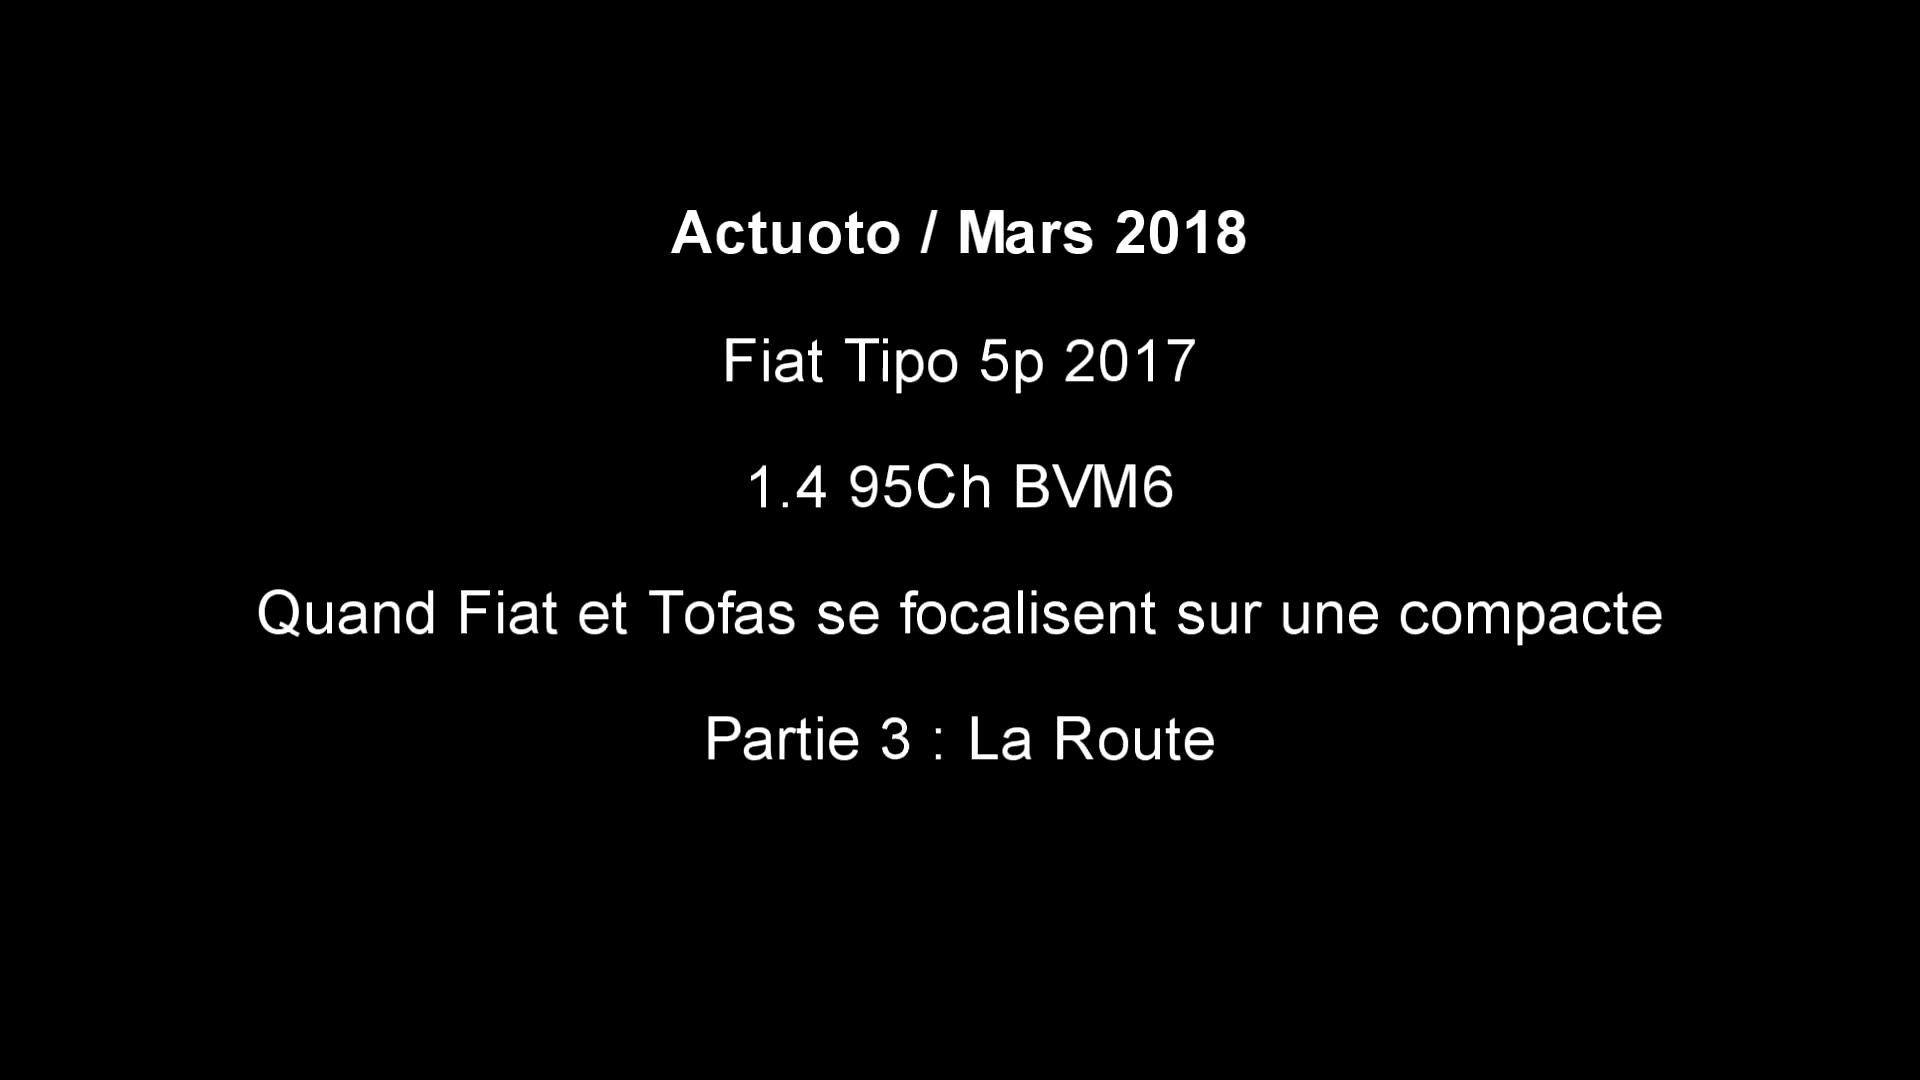 Actuoto / Mars 2018
Fiat Tipo 5p 2017
1.4 95Ch BVM6
Quand Fiat et Tofas se focalisent sur une compacte
Partie 3 : La Route